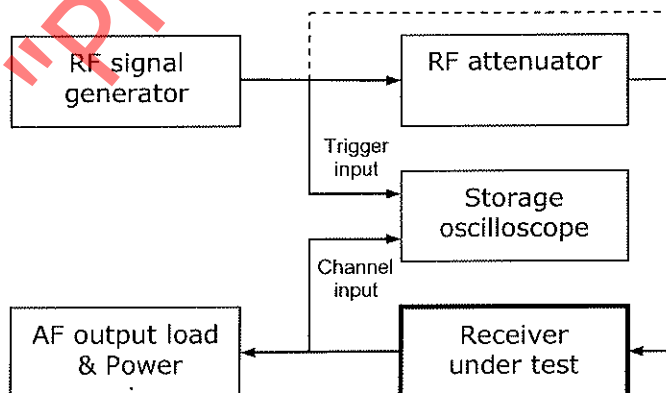 "P
RF signal
generator
RF attenuator
Trigger
input
Storage
oscilloscope
Channel
input
AF output load
& Power
Receiver
under test